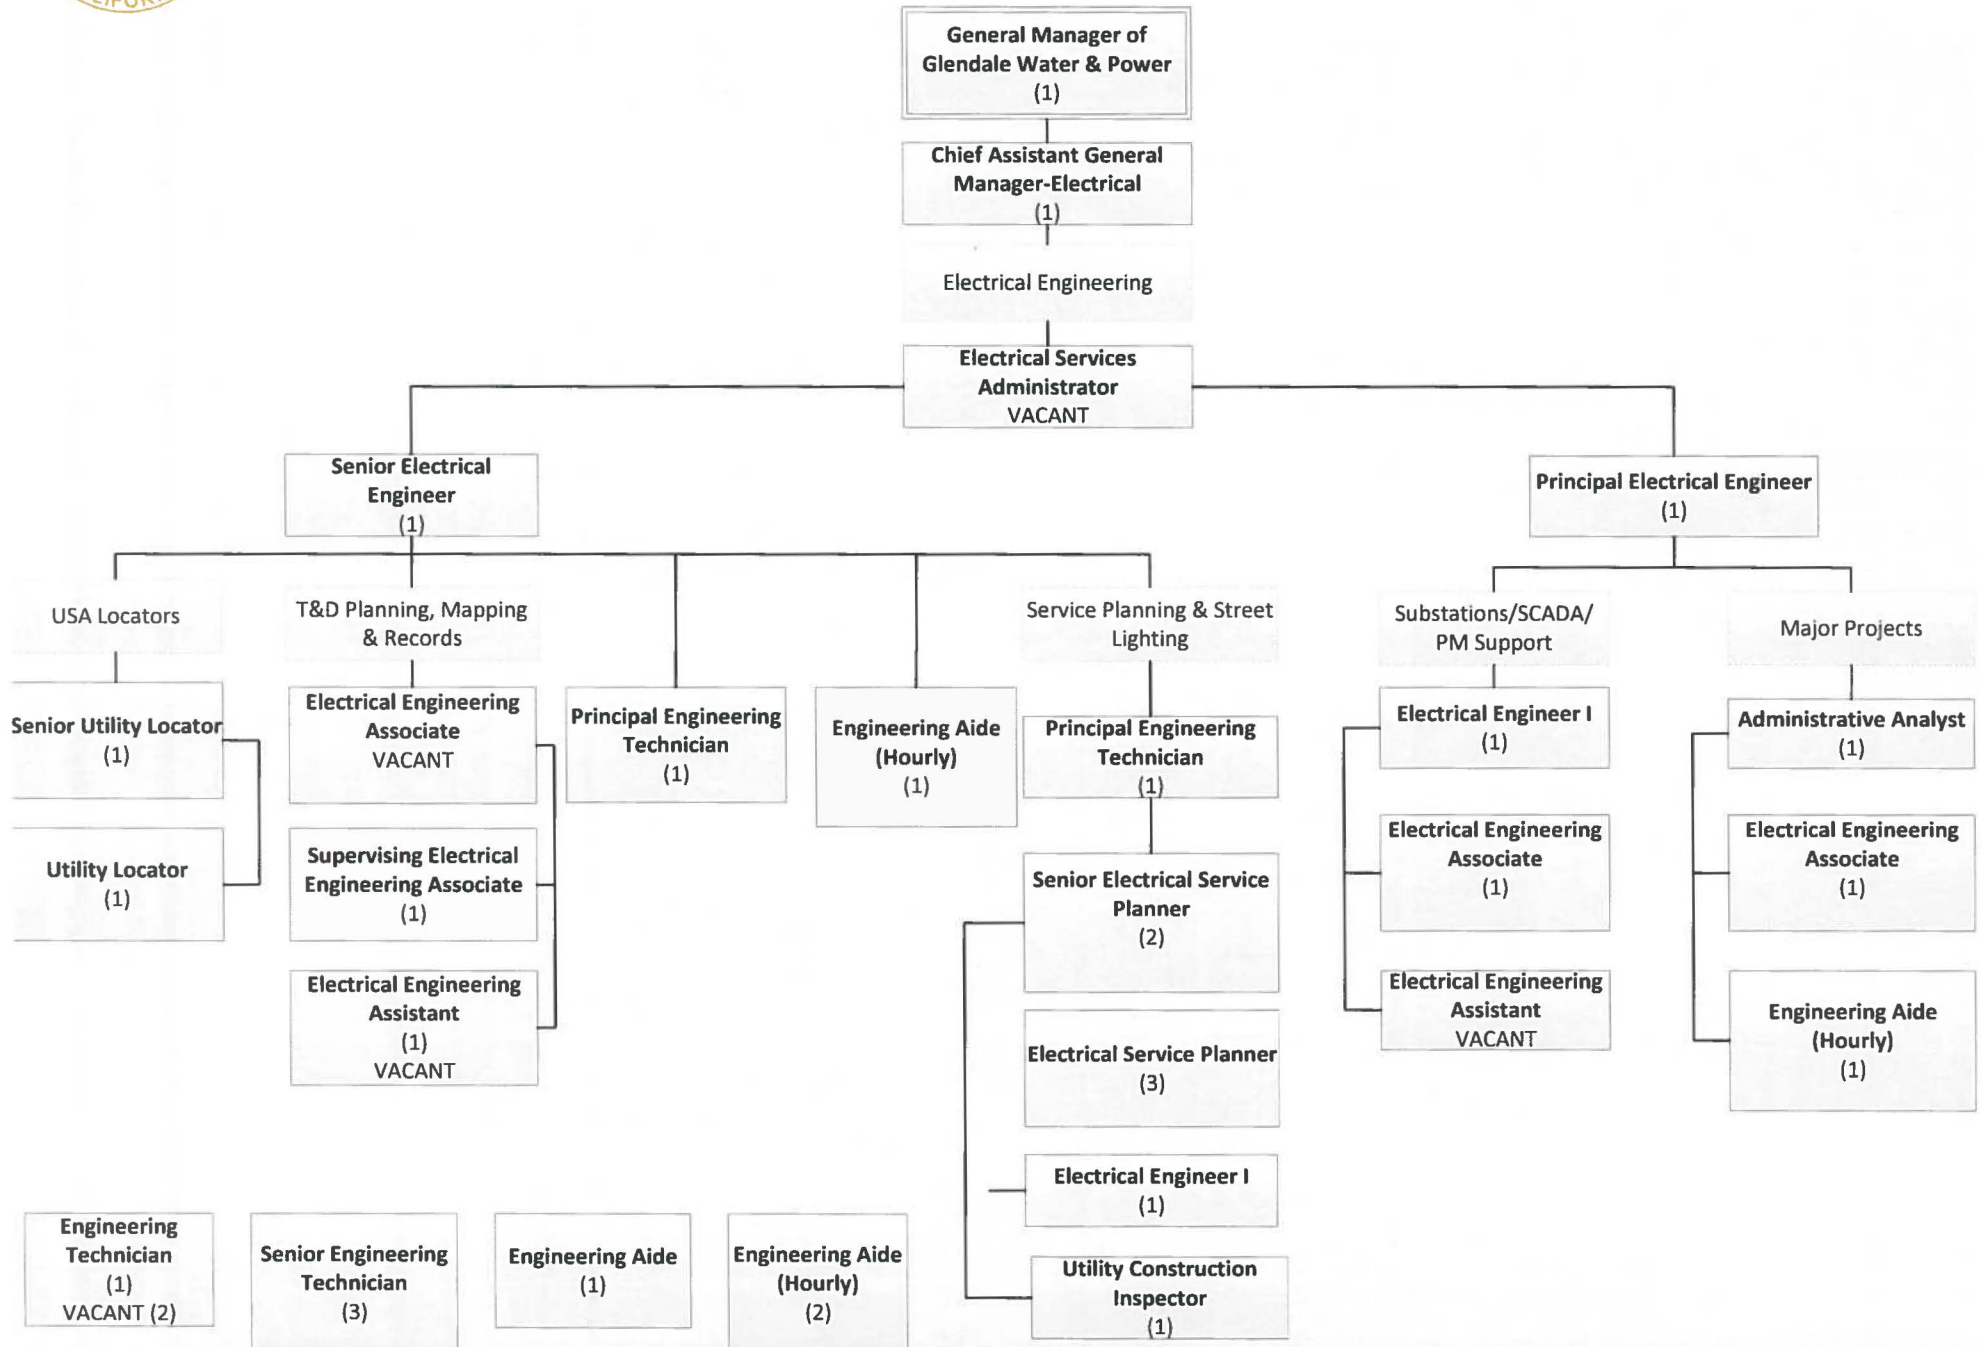 General Manager of
Glendale Water & Power
(1)
Chief Assistant General
Manager-Electrical
(1)
Electrical Engineering
Electrical Services
Administrator
VACANT
Senior Electrical
Engineer
(1)
Principal Electrical Engineer
(1)
USA Locators
T&D Planning, Mapping
& Records
Service Planning & Street
Lighting
Substations/SCADA/
PM Support
Major Projects
Senior Utility Locator
(1)
Utility Locator
(1)
Electrical Engineering
Associate
VACANT
Supervising Electrical
Engineering Associate
(1)
Electrical Engineering
Assistant
(1)
VACANT
Principal Engineering
Technician
(1)
Engineering Aide
(Hourly)
(1)
Principal Engineering
Technician
(1)
Senior Electrical Service
Planner
(2)
Electrical Service Planner
(3)
Electrical Engineer I
(1)
Utility Construction
Inspector
(1)
Electrical Engineer I
(1)
Electrical Engineering
Associate
(1)
Electrical Engineering
Assistant
VACANT
Administrative Analyst
(1)
Electrical Engineering
Associate
(1)
Engineering Aide
(Hourly)
(1)
Engineering
Technician
(1)
VACANT (2)
Senior Engineering
Technician
(3)
Engineering Aide
(1)
Engineering Aide
(Hourly)
(2)